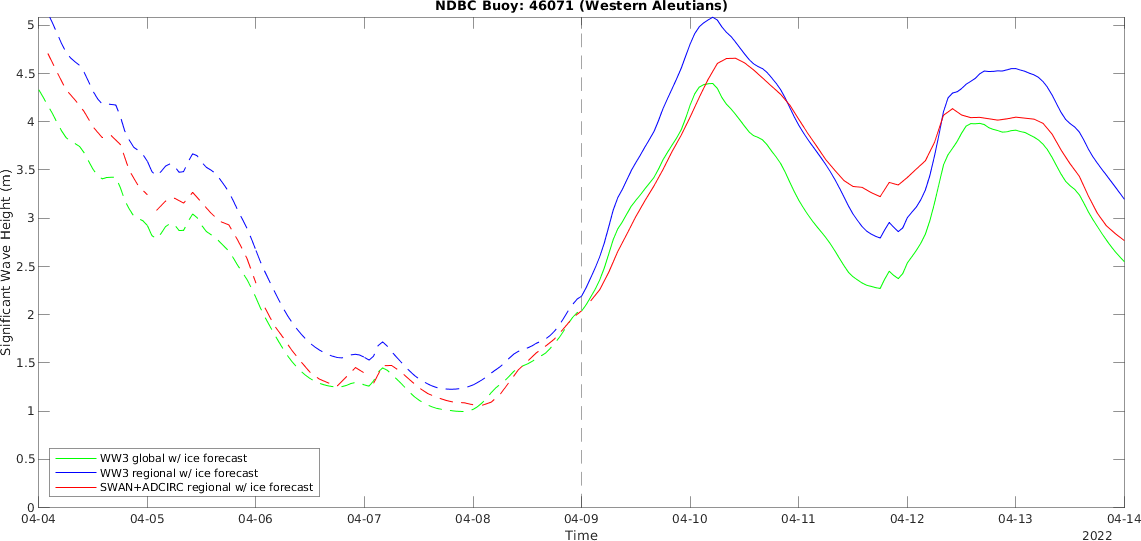 NDBC Buoy: 46071 (Western Aleutians)
Significant Wave Height (m)
5
4.5
4
3.5
3
2.5
2
1.5
1
0.5
0
WW3 global w/ ice forecast
WW3 regional w/ ice forecast
SWAN+ADCIRC regional w/ ice forecast
04-04 04-05 04-06 04-07 04-08 04-09 04-10 04-11 04-12 04-13 04-14
Time
2022